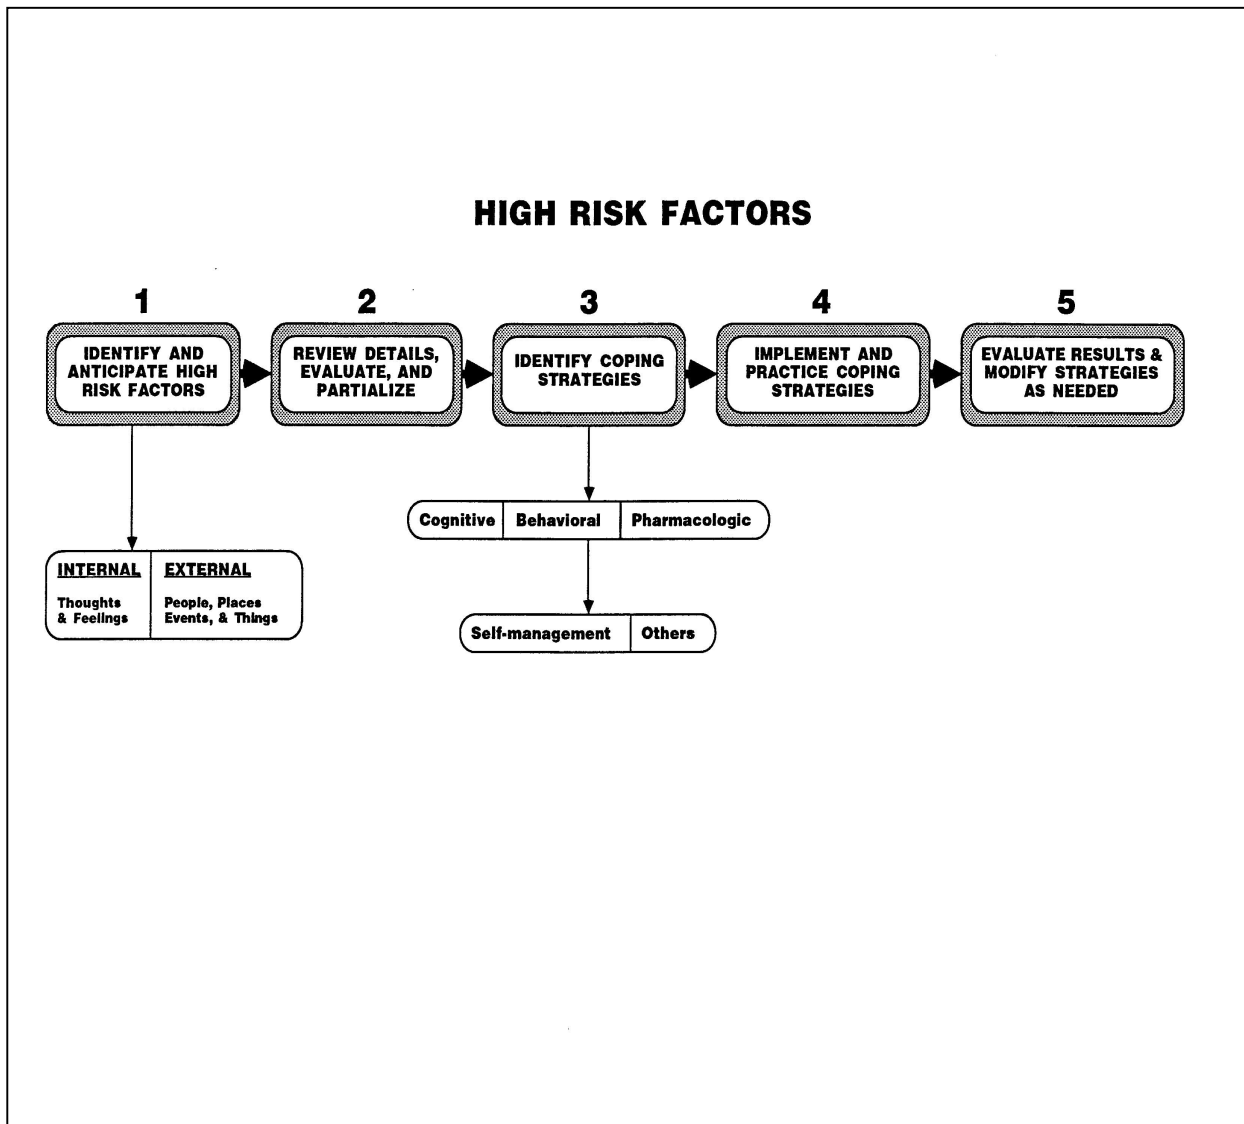 HIGH RISK FACTORS
1
IDENTIFY AND
ANTICIPATE HIGH
RISK FACTORS
2
REVIEW DETAILS,
EVALUATE, AND
PARTIALIZE
3
IDENTIFY COPING
STRATEGIES
4
IMPLEMENT AND
PRACTICE COPING
STRATEGIES
5
EVALUATE RESULTS &
MODIFY STRATEGIES
AS NEEDED
INTERNAL
Thoughts
& Feelings
EXTERNAL
People, Places
Events, & Things
Cognitive
Behavioral
Pharmacologic
Self-management
Others